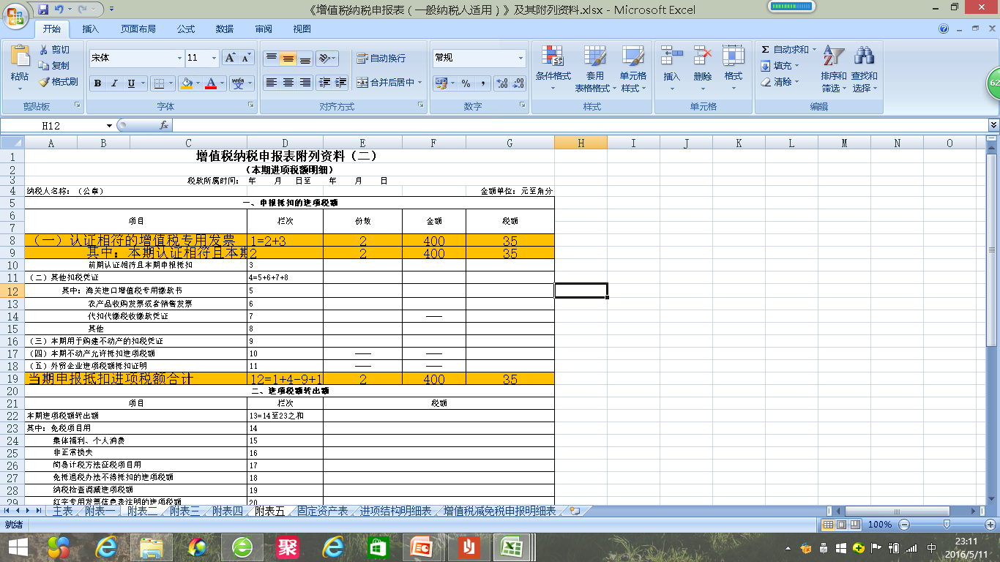 《增值税纳税申报表（一般纳税人适用）》及其附列资料.xlsx - Microsoft Excel
开始 插入 页面布局 公式 数据 审阅 视图
粘贴 剪切 复制 格式刷 剪贴板
宋体 11 B I U wén 文 字体
自动换行 合并后居中 对齐方式
常规 % , 数字
条件格式 套用表格格式 单元格样式 样式
插入 删除 格式 单元格
Σ 自动求和 填充 清除 排序和筛选 查找和选择 编辑
62
H12 fx
A B C D E F G H I J K L M N O
1 增值税纳税申报表附列资料（二）
2 （本期进项税额明细）
3 税款所属时间： 年 月 日至 年 月 日
4 纳税人名称：（公章） 金额单位：元至角分
5 一、申报抵扣的进项税额
6 项目 栏次 份数 金额 税额
7
8 （一）认证相符的增值税专用发票 1=2+3 2 400 35
9 其中：本期认证相符且本期 2 2 400 35
10 前期认证相符且本期申报抵扣 3
11 （二）其他扣税凭证 4=5+6+7+8
12 其中：海关进口增值税专用缴款书 5
13 农产品收购发票或者销售发票 6
14 代扣代缴税收缴款凭证 7 ——
15 其他 8
16 （三）本期用于购建不动产的扣税凭证 9
17 （四）本期不动产允许抵扣进项税额 10 —— ——
18 （五）外贸企业进项税额抵扣证明 11 —— ——
19 当期申报抵扣进项税额合计 12=1+4-9+1 2 400 35
20 二、进项税额转出额
21 项目 栏次 税额
22 本期进项税额转出额 13=14至23之和
23 其中：免税项目用 14
24 集体福利、个人消费 15
25 非正常损失 16
26 简易计税方法征税项目用 17
27 免抵退税办法不得抵扣的进项税额 18
28 纳税检查调减进项税额 19
29 红字专用发票信息表注明的进项税额 20
主表 附表一 附表二 附表三 附表四 附表五 固定资产表 进项结构明细表 增值税减免税申报明细表
就绪 100%
聚 中 23:11
2016/5/11